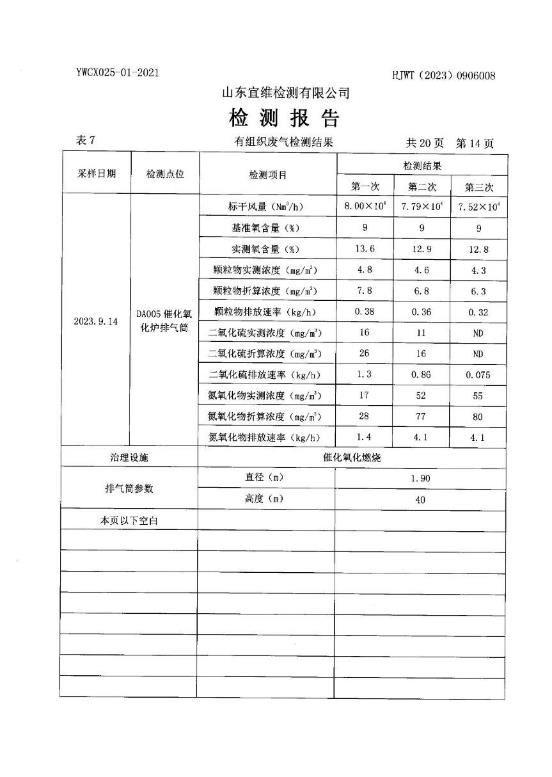 YWCX025-01-2021 HJWT (2023) 0906008
山东宜维检测有限公司
检测报告
表 7 有组织废气检测结果 共 20 页 第 14 页
采样日期 检测点位 检测项目 检测结果
第一次 第二次 第三次
标干风量（Nm³/h） 8.00×10⁴ 7.79×10⁴ 7.52×10⁴
基准氧含量（%） 9 9 9
实测氧含量（%） 13.6 12.9 12.8
颗粒物实测浓度（mg/m³） 4.8 4.6 4.3
颗粒物折算浓度（mg/m³） 7.8 6.8 6.3
2023.9.14 DA005 催化氧化炉排气筒 颗粒物排放速率（kg/h） 0.38 0.36 0.32
二氧化硫实测浓度（mg/m³） 16 11 ND
二氧化硫折算浓度（mg/m³） 26 16 ND
二氧化硫排放速率（kg/h） 1.3 0.86 0.075
氮氧化物实测浓度（mg/m³） 17 52 55
氮氧化物折算浓度（mg/m³） 28 77 80
氮氧化物排放速率（kg/h） 1.4 4.1 4.1
治理设施 催化氧化燃烧
排气筒参数 直径（m） 1.90
高度（m） 40
本页以下空白